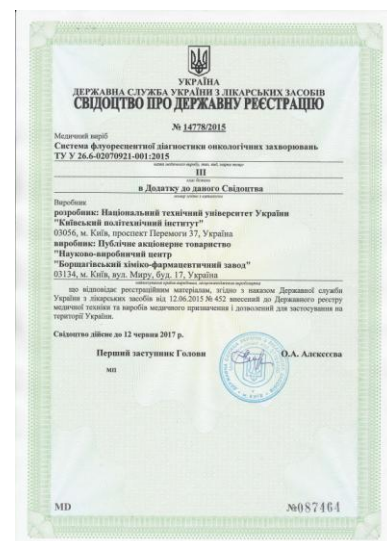 УКРАЇНА
ДЕРЖАВНА СЛУЖБА УКРАЇНИ З ЛІКАРСЬКИХ ЗАСОБІВ
СВІДОЦТВО ПРО ДЕРЖАВНУ РЕЄСТРАЦІЮ
№ 14778/2015
Медичний виріб
Система флуоресцентної діагностики онкологічних захворювань
ТУ У 26.6-02070921-001:2015
III
в Додатку до даного Свідоцтва
Виробник
розробник: Національний технічний університет України
"Київський політехнічний інститут"
03056, м. Київ, проспект Перемоги 37, Україна
виробник: Публічне акціонерне товариство
"Науково-виробничий центр
"Борщагівський хіміко-фармацевтичний завод"
03134, м. Київ, вул. Миру, буд. 17, Україна
що відповідає реєстраційним матеріалам, згідно з наказом Державної служби
України з лікарських засобів від 12.06.2015 № 452 внесений до Державного реєстру
медичної техніки та виробів медичного призначення і дозволений для застосування на
території України.
Свідоцтво дійсне до 12 червня 2017 р.
Перший заступник Голови О.А. Алексєєва
МП
MD №087464